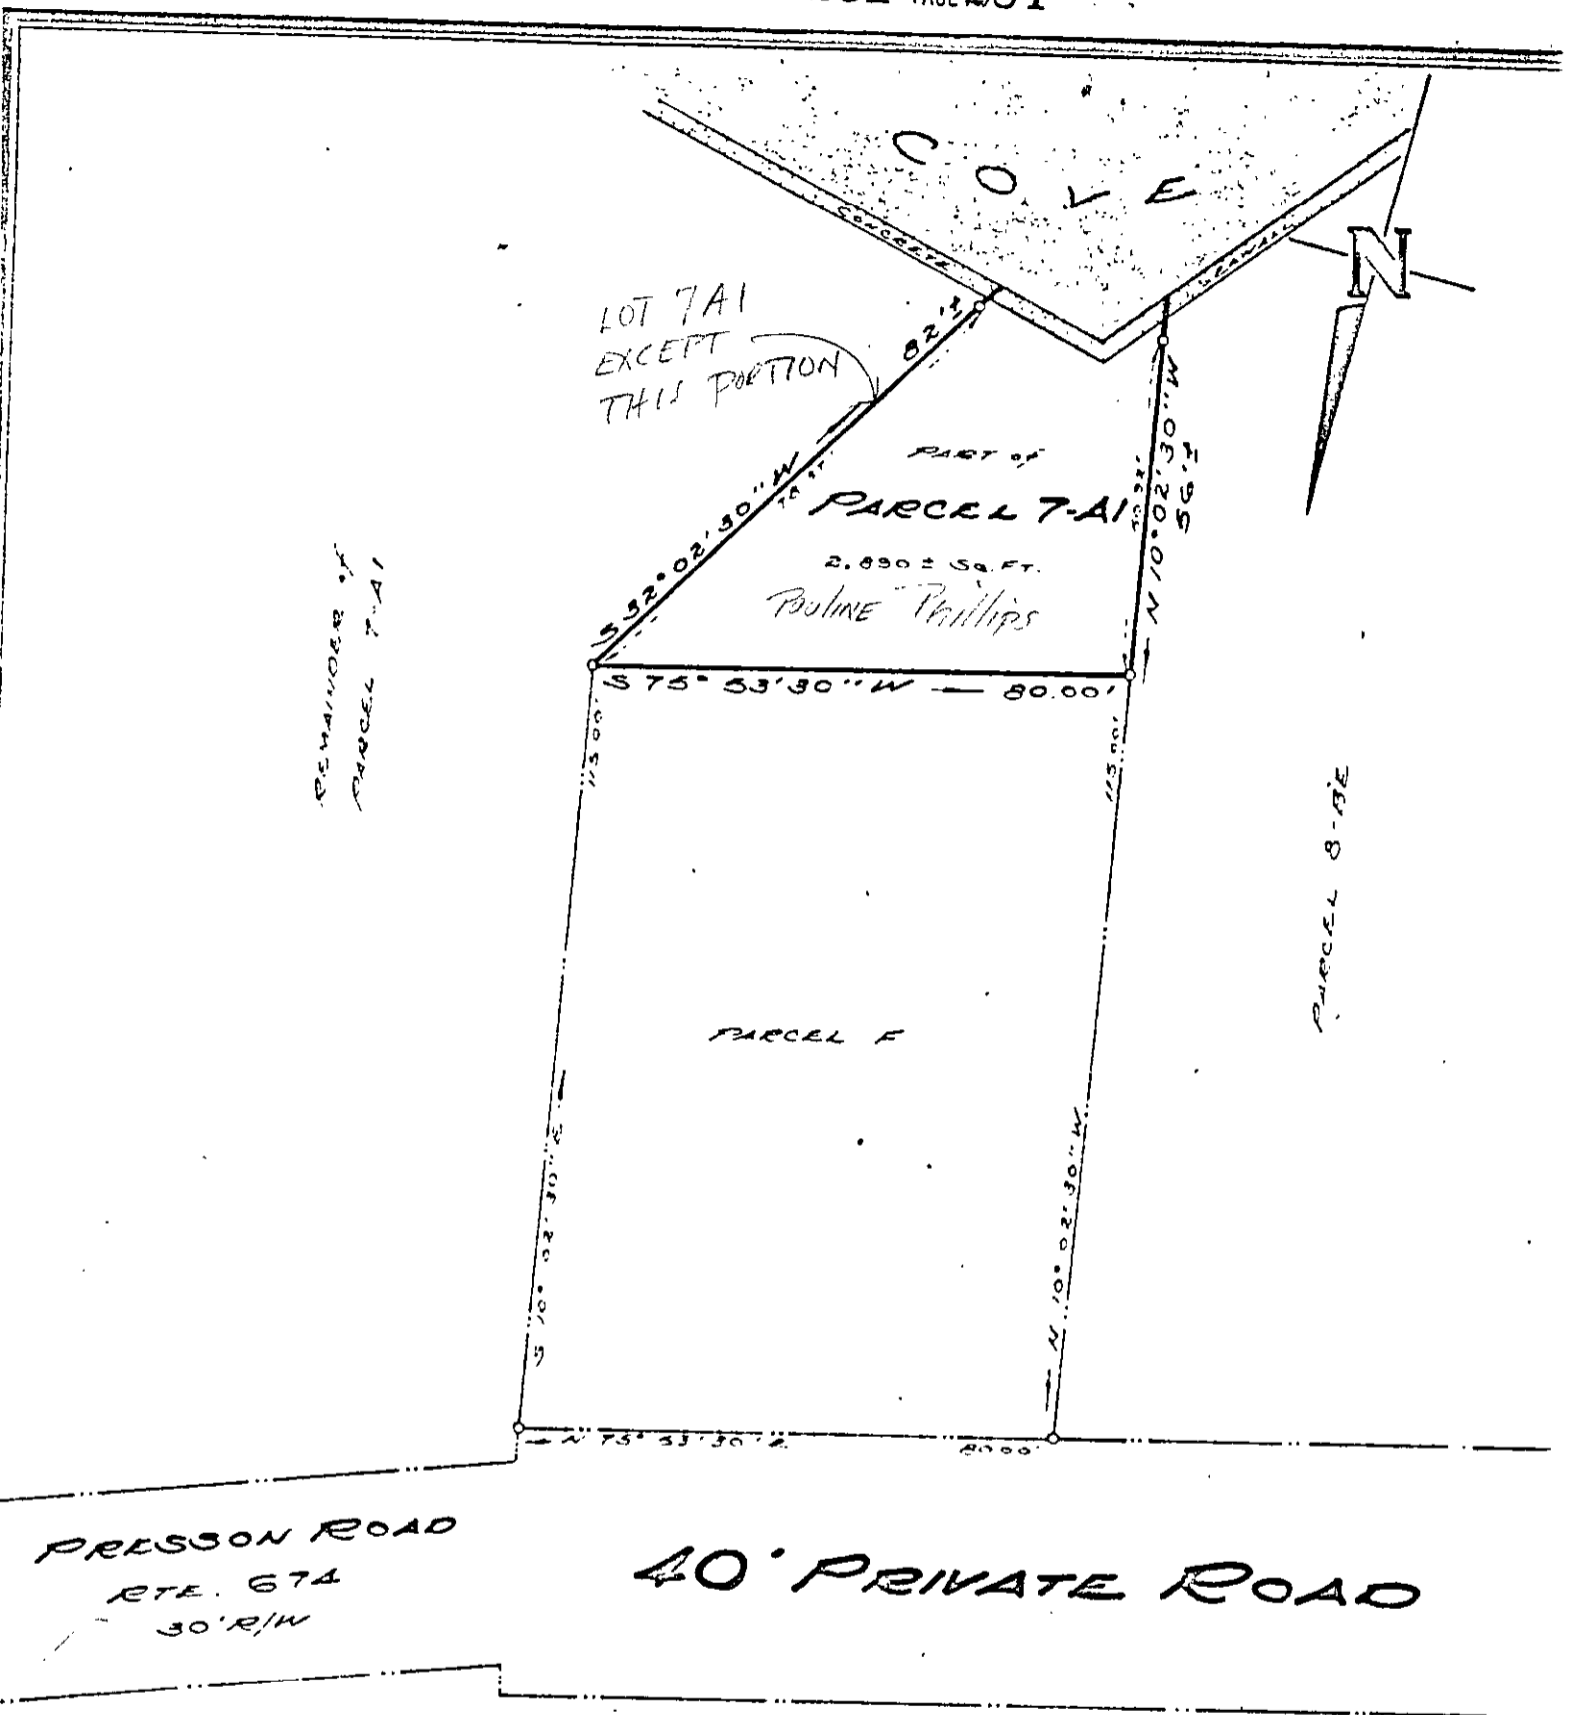 COVE
CONCRETE
SEAWALL
N
LOT 7A1
EXCEPT
THIS PORTION
82'±
S 32° 02' 30" W
PART of
PARCEL 7-A1
2,890 ± SQ. FT.
Pauline Phillips
N 10° 02' 30" W
56'±
REMAINDER of
PARCEL 7-A1
S 75° 53' 30" W 80.00'
115.00'
115.00'
PARCEL 8-BE
PARCEL F
S 10° 02' 30" E
N 10° 02' 30" W
N 75° 53' 30" E 80.00'
PRESSON ROAD
RTE. 674
30' R/W
40' PRIVATE ROAD